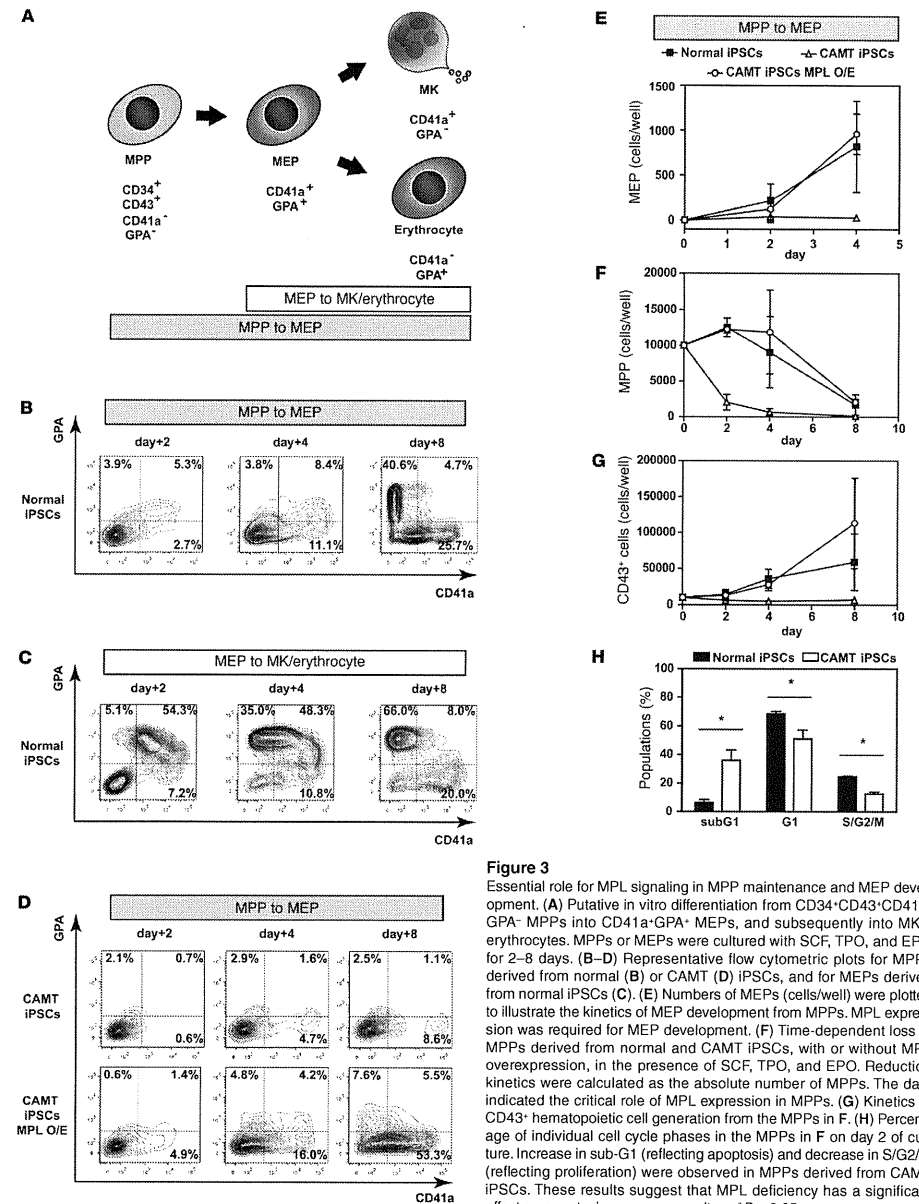 A
MPP
CD34+
CD43+
CD41a-
GPA-
MEP
CD41a+
GPA+
MK
CD41a+
GPA-
Erythrocyte
CD41a-
GPA+
MEP to MK/erythrocyte
MPP to MEP
B
GPA
MPP to MEP
day+2 day+4 day+8
Normal iPSCs
3.9% 5.3% 2.7%
3.8% 8.4% 11.1%
40.6% 4.7% 25.7%
CD41a
C
GPA
MEP to MK/erythrocyte
day+2 day+4 day+8
Normal iPSCs
5.1% 54.3% 7.2%
35.0% 48.3% 10.8%
66.0% 8.0% 20.0%
CD41a
D
GPA
MPP to MEP
day+2 day+4 day+8
CAMT iPSCs
2.1% 0.7% 0.6%
2.9% 1.6% 4.7%
2.5% 1.1% 8.6%
CAMT iPSCs MPL O/E
0.6% 1.4% 4.9%
4.8% 4.2% 16.0%
7.6% 5.5% 53.3%
CD41a
E
MPP to MEP
Normal iPSCs CAMT iPSCs
CAMT iPSCs MPL O/E
MEP (cells/well)
1500
1000
500
0
0 1 2 3 4 5
day
F
MPP (cells/well)
20000
15000
10000
5000
0
0 2 4 6 8 10
day
G
CD43+ cells (cells/well)
200000
150000
100000
50000
0
0 2 4 6 8 10
day
H
Normal iPSCs CAMT iPSCs
Populations (%)
100
80
60
40
20
0
* * *
subG1 G1 S/G2/M
Figure 3
Essential role for MPL signaling in MPP maintenance and MEP deve
opment. (A) Putative in vitro differentiation from CD34+CD43+CD41
GPA- MPPs into CD41a+GPA+ MEPs, and subsequently into MK
erythrocytes. MPPs or MEPs were cultured with SCF, TPO, and EP
for 2–8 days. (B–D) Representative flow cytometric plots for MPP
derived from normal (B) or CAMT (D) iPSCs, and for MEPs derive
from normal iPSCs (C). (E) Numbers of MEPs (cells/well) were plotte
to illustrate the kinetics of MEP development from MPPs. MPL expre
sion was required for MEP development. (F) Time-dependent loss
MPPs derived from normal and CAMT iPSCs, with or without MP
overexpression, in the presence of SCF, TPO, and EPO. Reductio
kinetics were calculated as the absolute number of MPPs. The da
indicated the critical role of MPL expression in MPPs. (G) Kinetics
CD43+ hematopoietic cell generation from the MPPs in F. (H) Percen
age of individual cell cycle phases in the MPPs in F on day 2 of cu
ture. Increase in sub-G1 (reflecting apoptosis) and decrease in S/G2/
(reflecting proliferation) were observed in MPPs derived from CAM
iPSCs. These results suggest that MPL deficiency has a significa